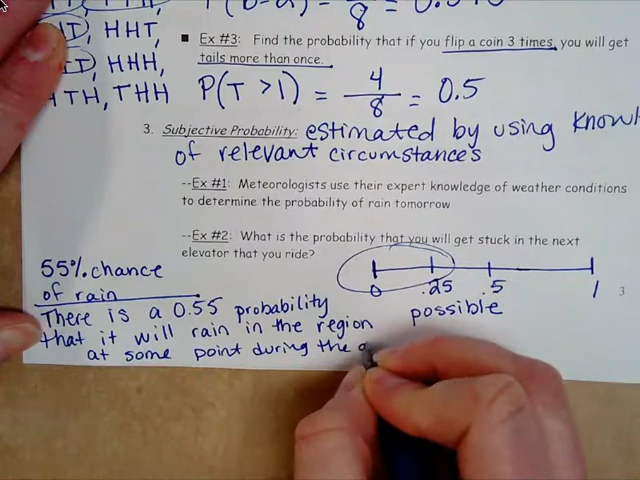 8
HHT,
HHH,
HTH, THH
■ Ex #3: Find the probability that if you flip a coin 3 times, you will get
tails more than once.
P(T >1) = 4/8 = 0.5
3. Subjective Probability: estimated by using
of relevant circumstances
--Ex #1: Meteorologists use their expert knowledge of weather conditions
to determine the probability of rain tomorrow
--Ex #2: What is the probability that you will get stuck in the next
elevator that you ride?
0 .25 .5 1
possible
3
55% chance
of rain
There is a 0.55 probability
that it will rain in the region
at some point during the